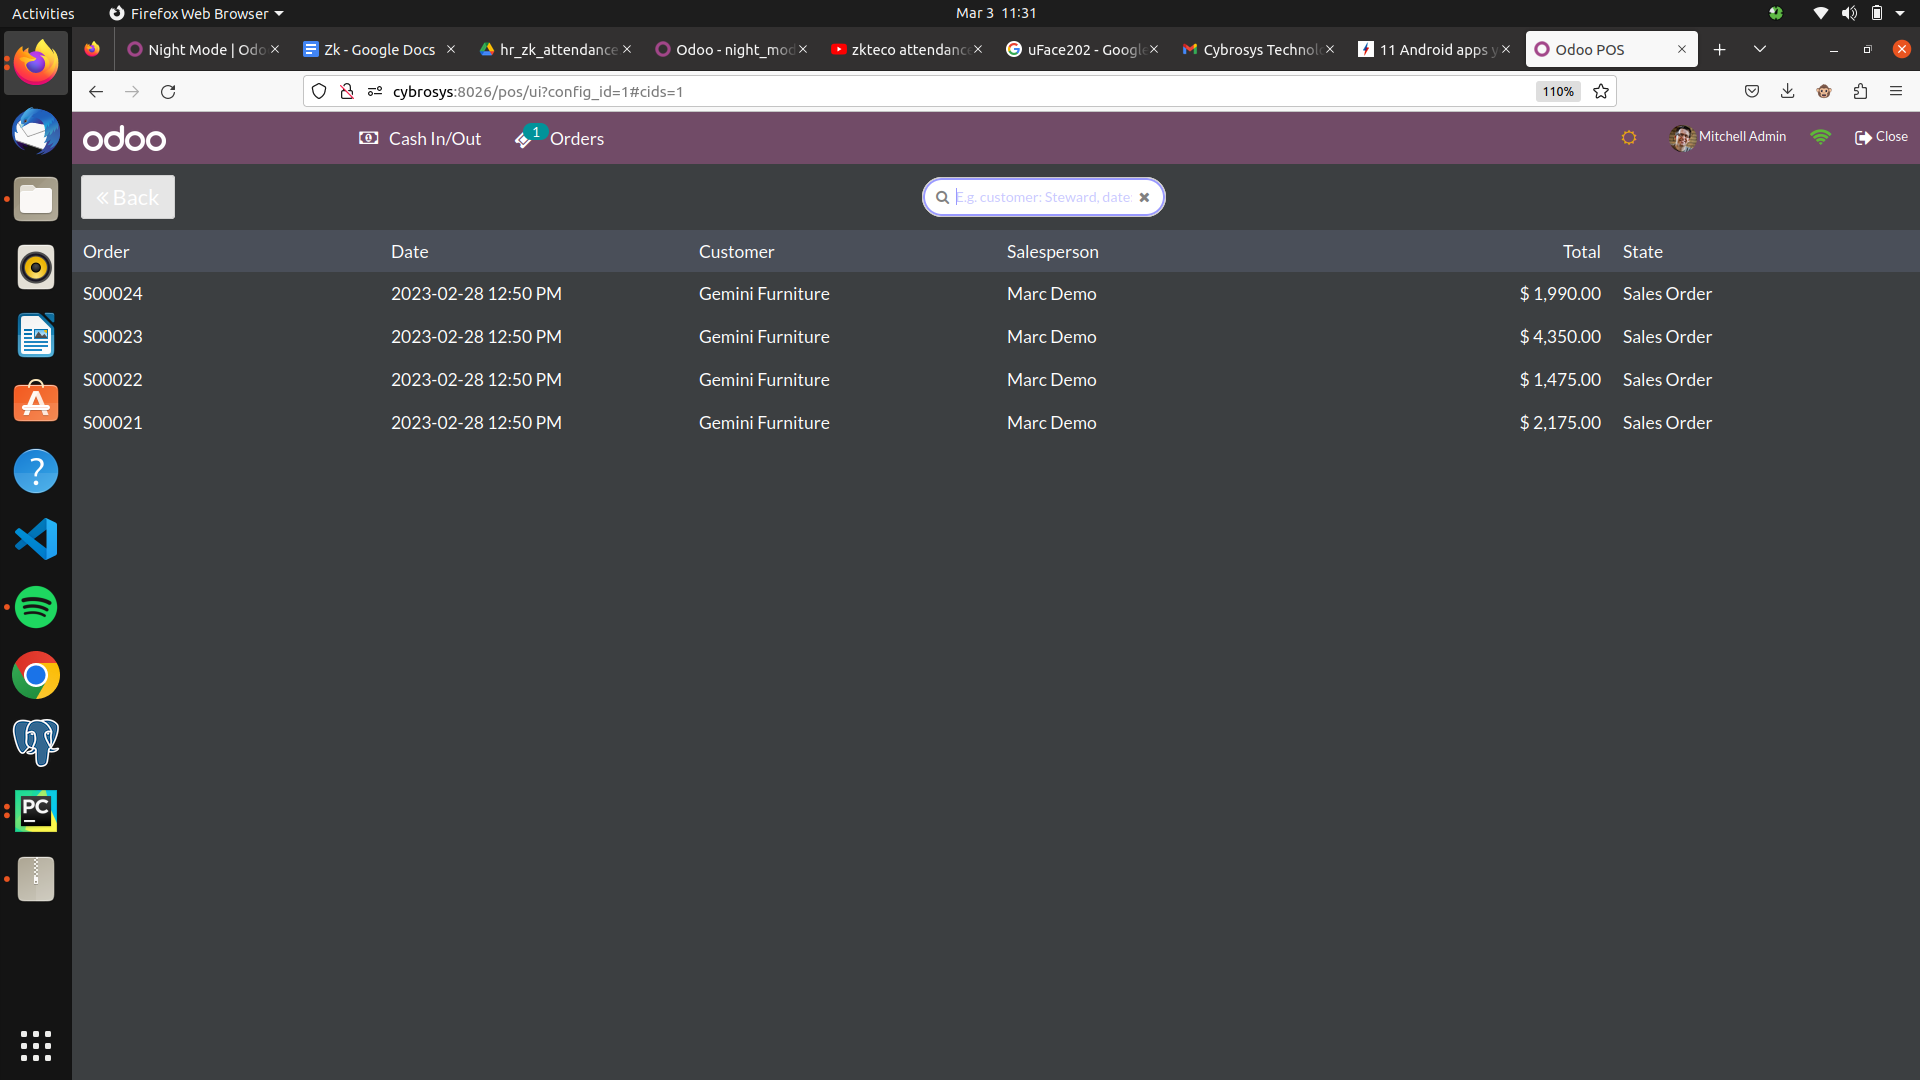 Activities Firefox Web Browser Mar 3 11:31
Night Mode | Odo Zk - Google Docs hr_zk_attendance Odoo - night_mod zkteco attendanc uFace202 - Google Cybrosys Technol 11 Android apps y Odoo POS
cybrosys:8026/pos/ui?config_id=1#cids=1 110%
odoo Cash In/Out 1 Orders Mitchell Admin Close
Back E.g. customer: Steward, date:
Order Date Customer Salesperson Total State
S00024 2023-02-28 12:50 PM Gemini Furniture Marc Demo $ 1,990.00 Sales Order
S00023 2023-02-28 12:50 PM Gemini Furniture Marc Demo $ 4,350.00 Sales Order
S00022 2023-02-28 12:50 PM Gemini Furniture Marc Demo $ 1,475.00 Sales Order
S00021 2023-02-28 12:50 PM Gemini Furniture Marc Demo $ 2,175.00 Sales Order
PC